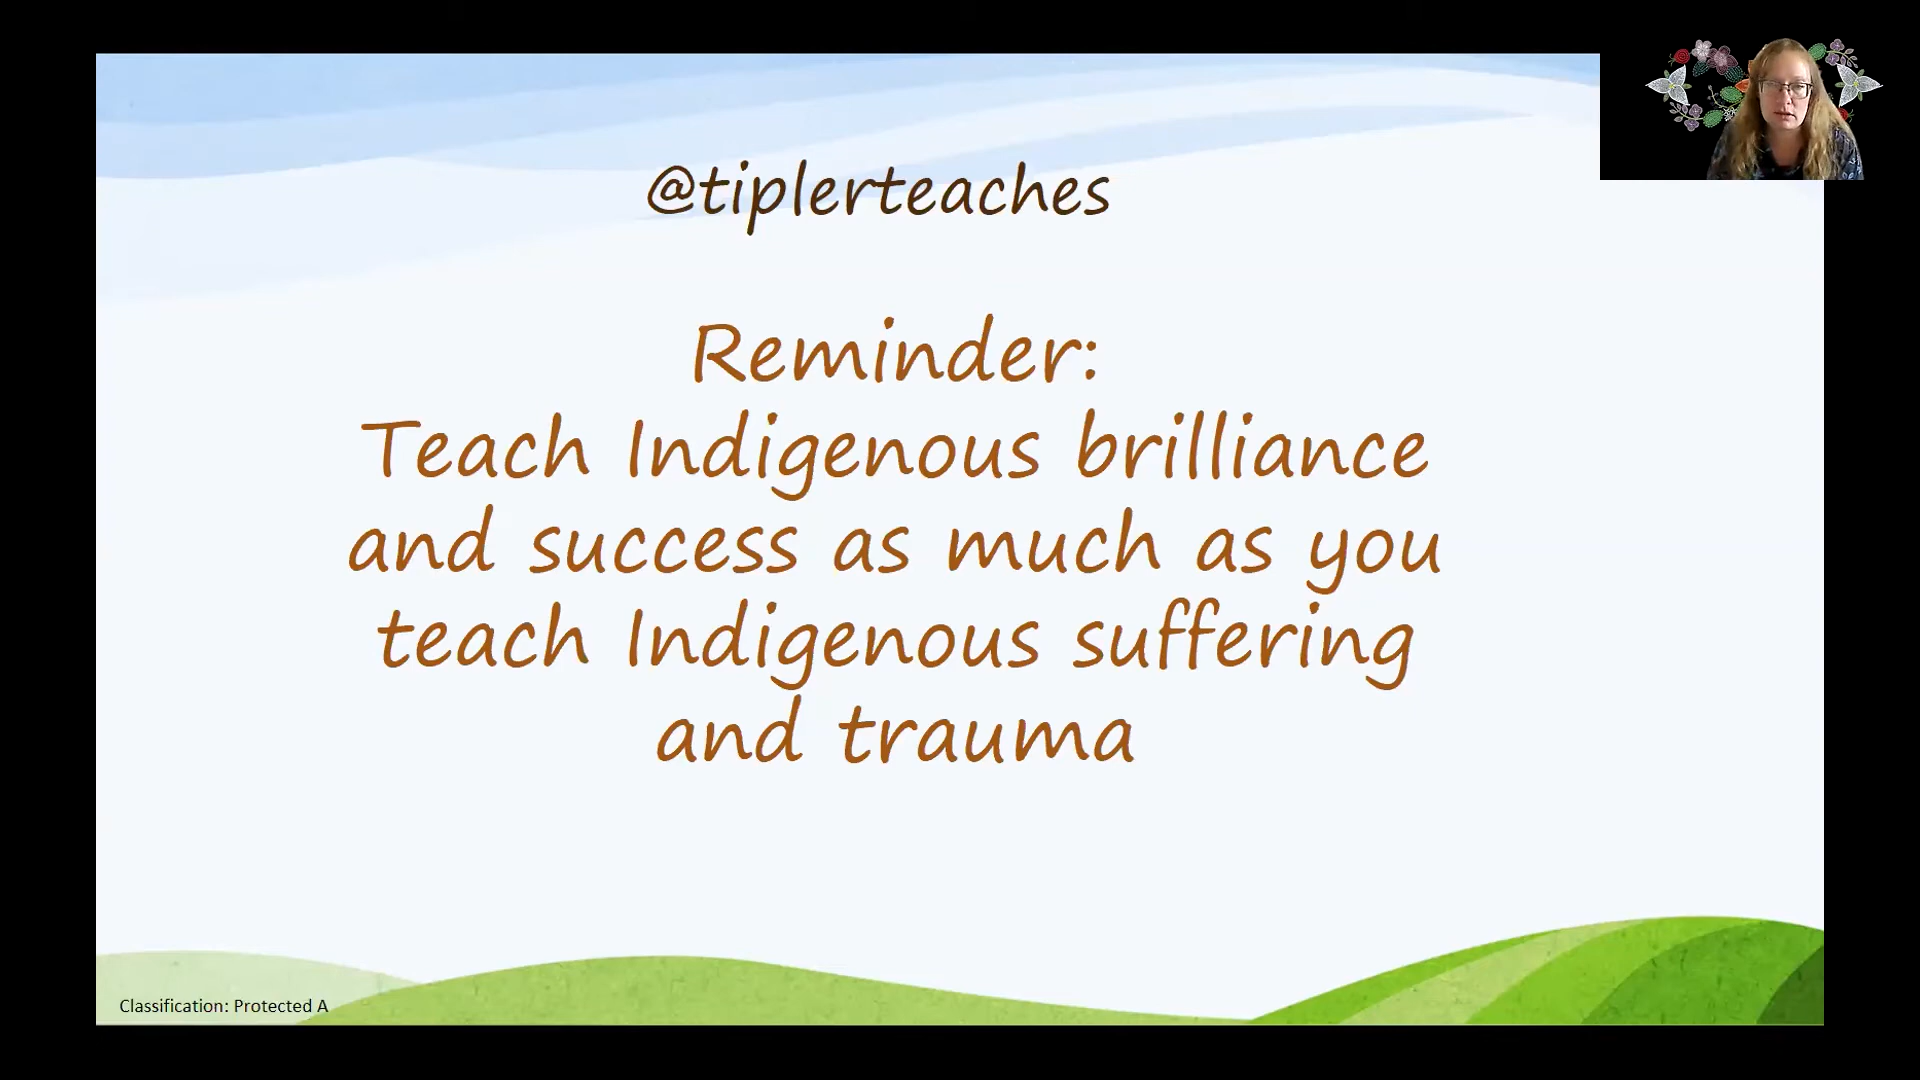 @tiplerteaches
Reminder:
Teach Indigenous brilliance
and success as much as you
teach Indigenous suffering
and trauma
Classification: Protected A